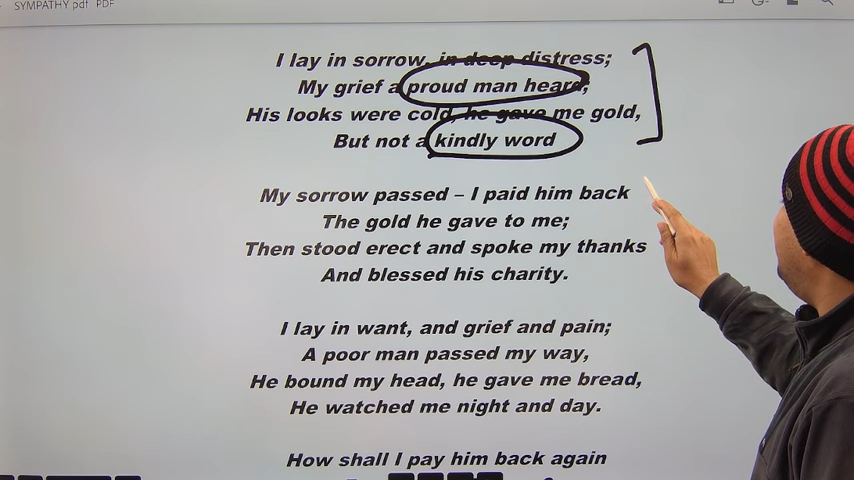 SYMPATHY pdf PDF
I lay in sorrow, in deep distress;
My grief a proud man heard;
His looks were cold, he gave me gold,
But not a kindly word
My sorrow passed – I paid him back
The gold he gave to me;
Then stood erect and spoke my thanks
And blessed his charity.
I lay in want, and grief and pain;
A poor man passed my way,
He bound my head, he gave me bread,
He watched me night and day.
How shall I pay him back again